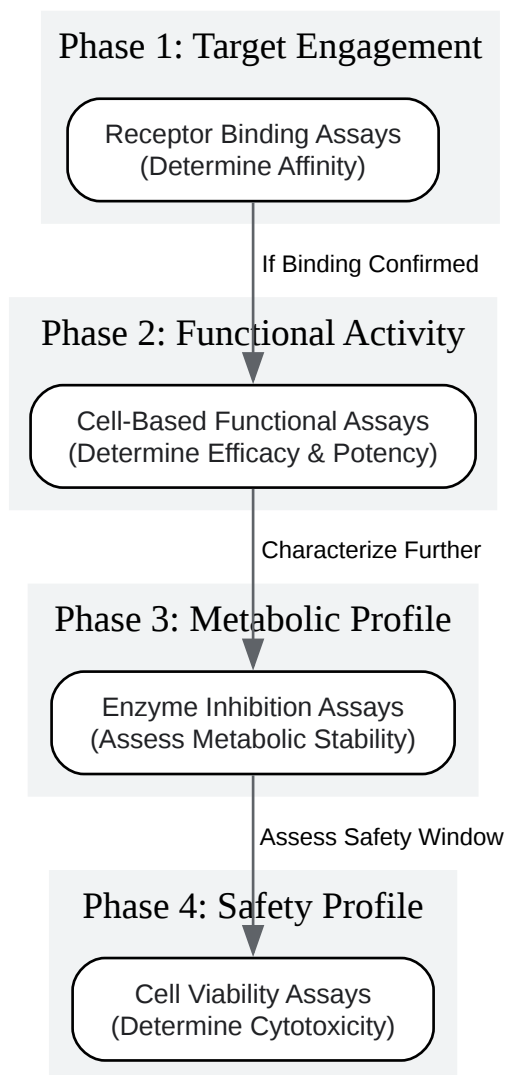 Phase 1: Target Engagement
Receptor Binding Assays
(Determine Affinity)
If Binding Confirmed
Phase 2: Functional Activity
Cell-Based Functional Assays
(Determine Efficacy & Potency)
Characterize Further
Phase 3: Metabolic Profile
Enzyme Inhibition Assays
(Assess Metabolic Stability)
Assess Safety Window
Phase 4: Safety Profile
Cell Viability Assays
(Determine Cytotoxicity)